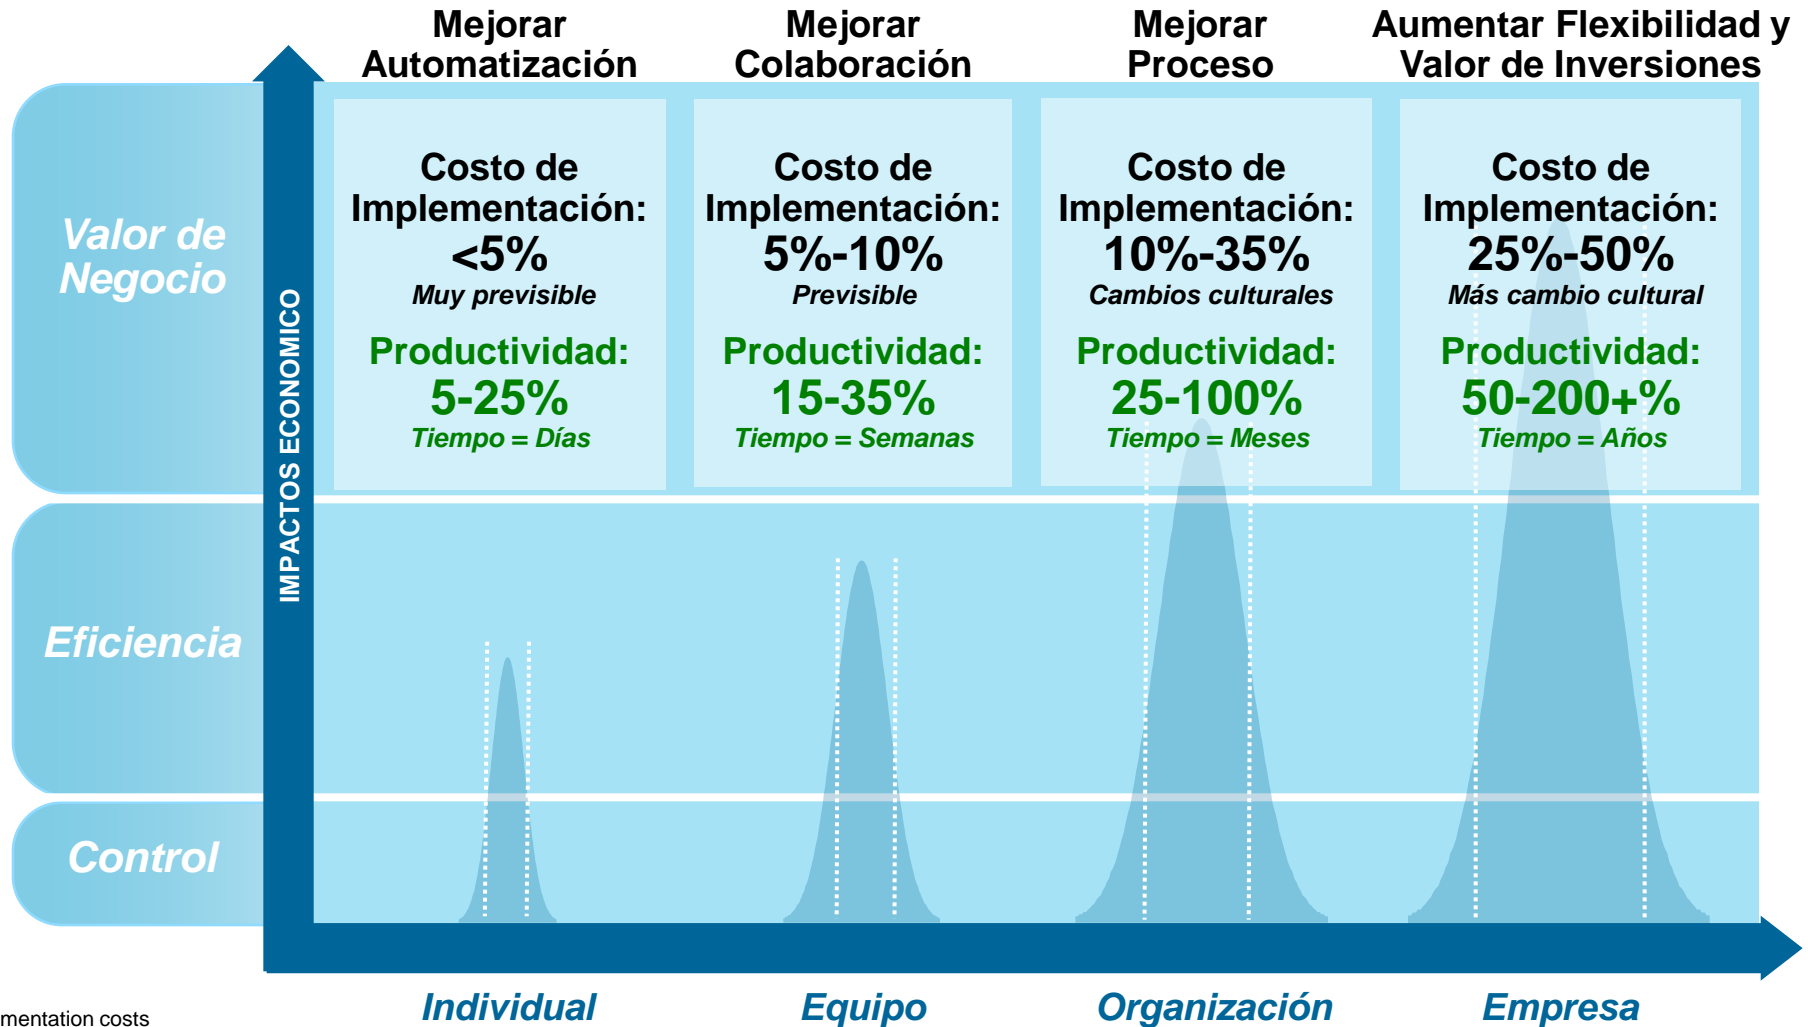 Mejorar
Automatización
Mejorar
Colaboración
Mejorar
Proceso
Aumentar Flexibilidad y
Valor de Inversiones
Valor de
Negocio
Eficiencia
Control
IMPACTOS ECONOMICO
Costo de
Implementación:
<5%
Muy previsible
Productividad:
5-25%
Tiempo = Días
Costo de
Implementación:
5%-10%
Previsible
Productividad:
15-35%
Tiempo = Semanas
Costo de
Implementación:
10%-35%
Cambios culturales
Productividad:
25-100%
Tiempo = Meses
Costo de
Implementación:
25%-50%
Más cambio cultural
Productividad:
50-200+%
Tiempo = Años
Individual
Equipo
Organización
Empresa
mentation costs